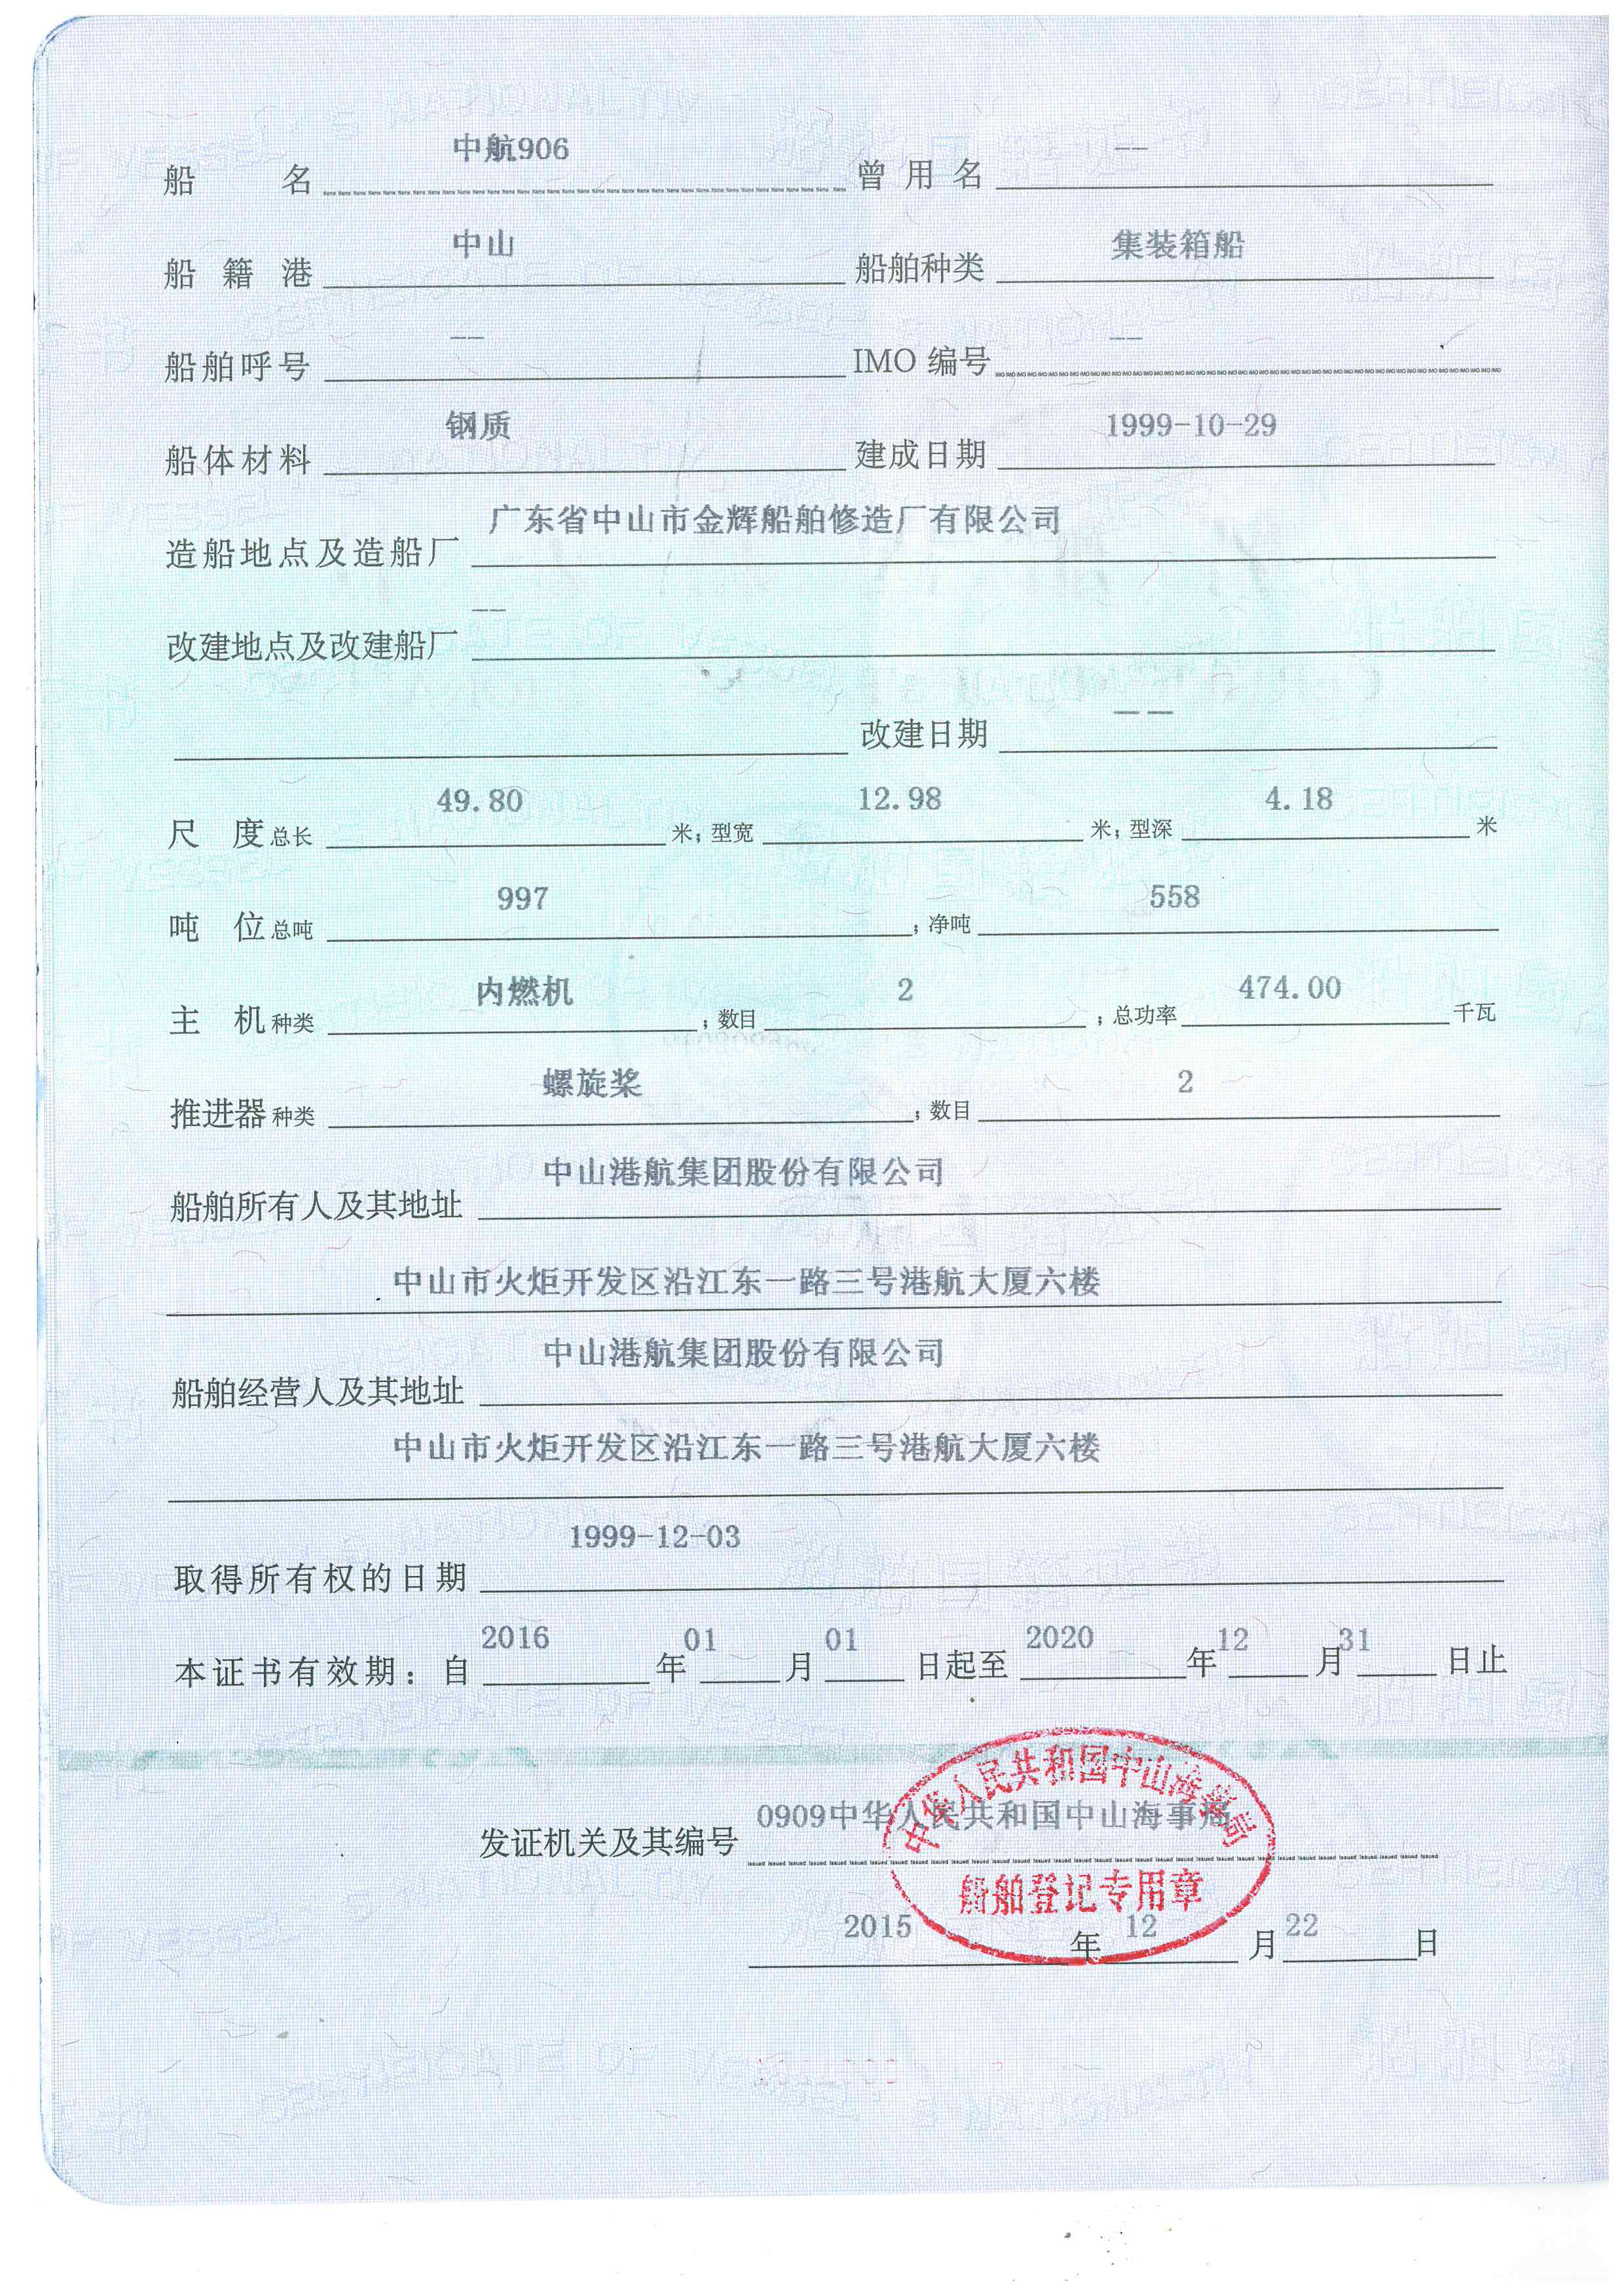 船名 中航906 曾用名 ——
船籍港 中山 船舶种类 集装箱船
船舶呼号 —— IMO 编号 ——
船体材料 钢质 建成日期 1999-10-29
造船地点及造船厂 广东省中山市金辉船舶修造厂有限公司
改建地点及改建船厂 ——
改建日期 ——
尺度 总长 49.80 米; 型宽 12.98 米; 型深 4.18 米
吨位 总吨 997 ; 净吨 558
主机 种类 内燃机 ; 数目 2 ; 总功率 474.00 千瓦
推进器 种类 螺旋桨 ; 数目 2
船舶所有人及其地址 中山港航集团股份有限公司
中山市火炬开发区沿江东一路三号港航大厦六楼
船舶经营人及其地址 中山港航集团股份有限公司
中山市火炬开发区沿江东一路三号港航大厦六楼
取得所有权的日期 1999-12-03
本证书有效期: 自 2016 年 01 月 01 日起至 2020 年 12 月 31 日止
中华人民共和国中山海事局
发证机关及其编号 0909中华人民共和国中山海事局
船舶登记专用章
2015 年 12 月 22 日